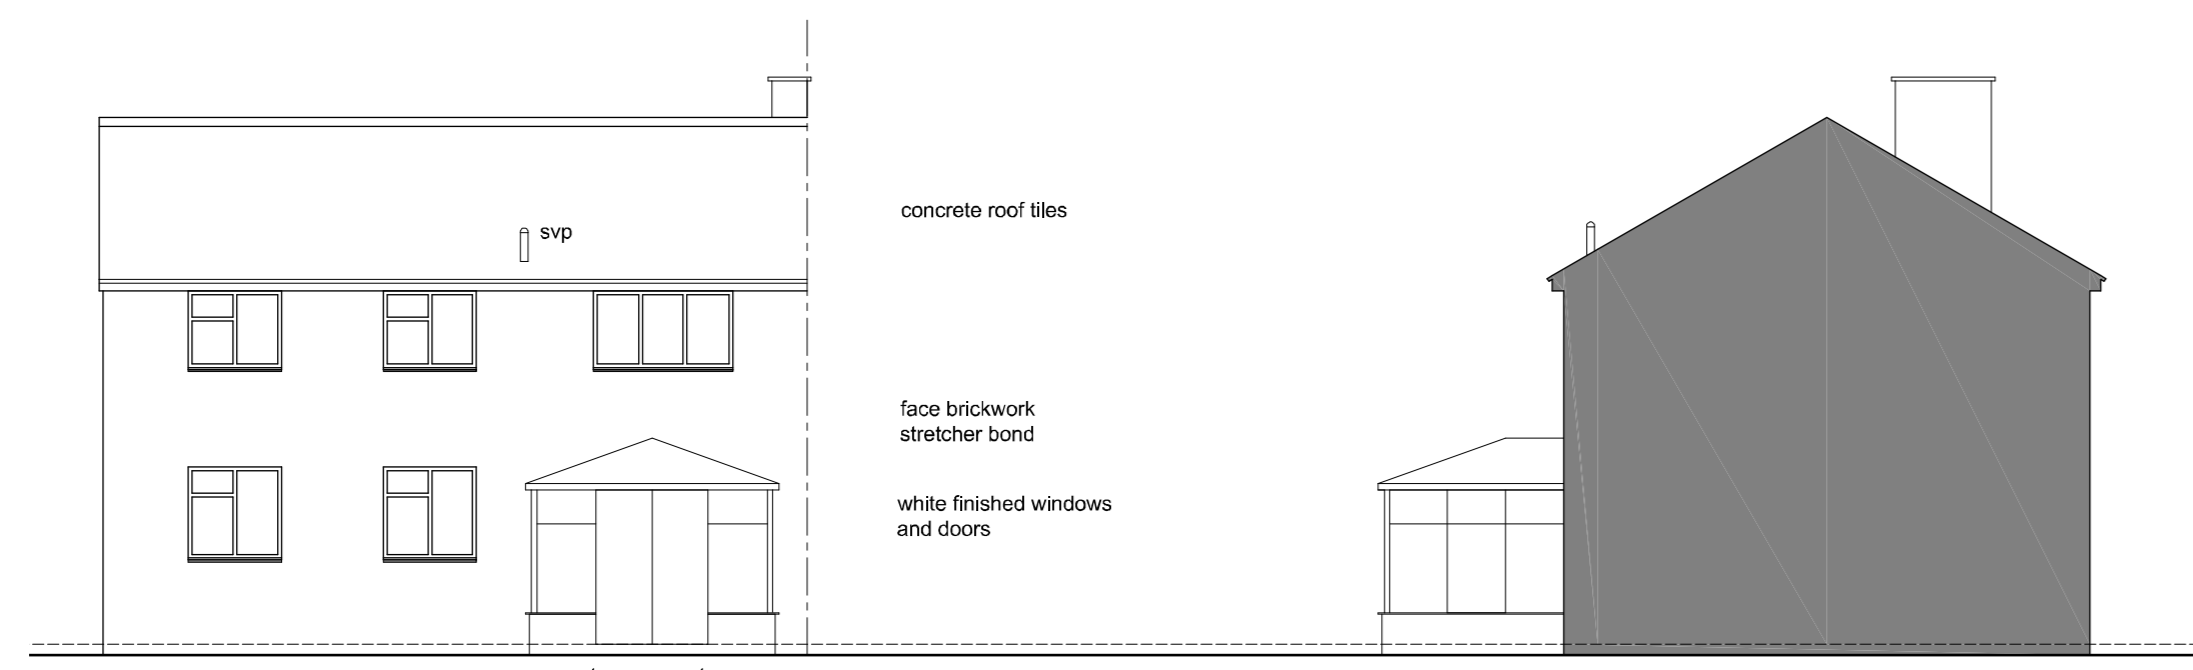 svp
concrete roof tiles
face brickwork
stretcher bond
white finished windows
and doors